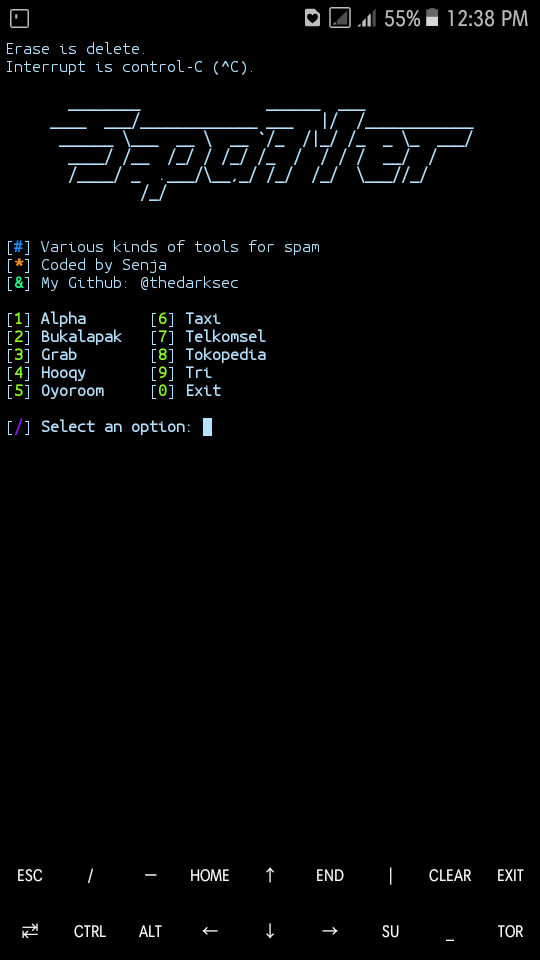 55% 12:38 PM
Erase is delete.
Interrupt is control-C (^C).
[#] Various kinds of tools for spam
[*] Coded by Senja
[&] My Github: @thedarksec
[1] Alpha [6] Taxi
[2] Bukalapak [7] Telkomsel
[3] Grab [8] Tokopedia
[4] Hooqy [9] Tri
[5] Oyoroom [0] Exit
[/] Select an option:
ESC / — HOME ↑ END | CLEAR EXIT
⇄ CTRL ALT ← ↓ → SU _ TOR